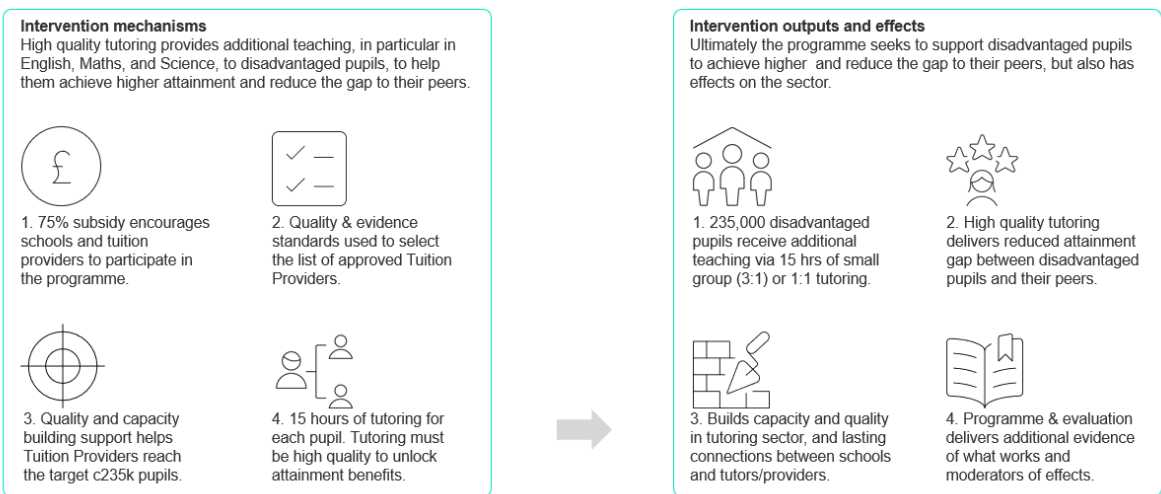 Intervention mechanisms
High quality tutoring provides additional teaching, in particular in
English, Maths, and Science, to disadvantaged pupils, to help
them achieve higher attainment and reduce the gap to their peers.
£
1. 75% subsidy encourages
schools and tuition
providers to participate in
the programme.
2. Quality & evidence
standards used to select
the list of approved Tuition
Providers.
3. Quality and capacity
building support helps
Tuition Providers reach
the target c235k pupils.
4. 15 hours of tutoring for
each pupil. Tutoring must
be high quality to unlock
attainment benefits.
Intervention outputs and effects
Ultimately the programme seeks to support disadvantaged pupils
to achieve higher and reduce the gap to their peers, but also has
effects on the sector.
1. 235,000 disadvantaged
pupils receive additional
teaching via 15 hrs of small
group (3:1) or 1:1 tutoring.
2. High quality tutoring
delivers reduced attainment
gap between disadvantaged
pupils and their peers.
3. Builds capacity and quality
in tutoring sector, and lasting
connections between schools
and tutors/providers.
4. Programme & evaluation
delivers additional evidence
of what works and
moderators of effects.